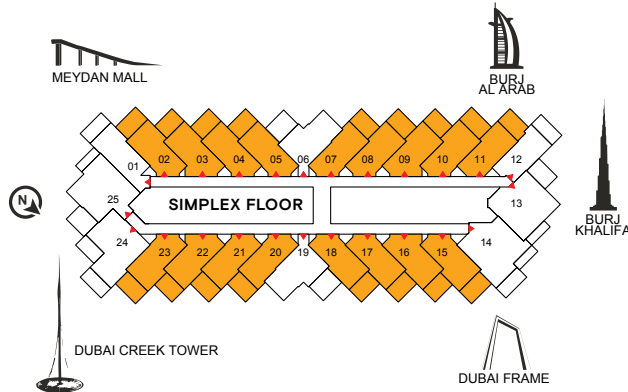 MEYDAN MALL
BURJ
AL ARAB
01
02
03
04
05
06
07
08
09
10
11
12
25
SIMPLEX FLOOR
13
N
BURJ
KHALIFA
24
23
22
21
20
19
18
17
16
15
14
DUBAI CREEK TOWER
DUBAI FRAME